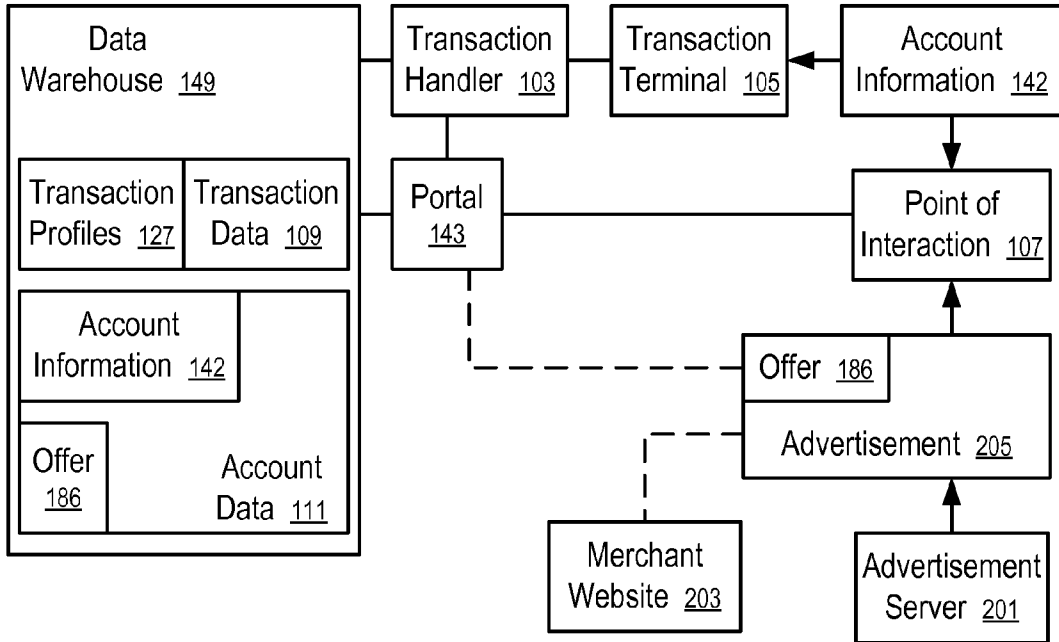 Data
Warehouse 149
Transaction
Handler 103
Transaction
Terminal 105
Account
Information 142
Transaction
Profiles 127
Transaction
Data 109
Portal
143
Point of
Interaction 107
Account
Information 142
Offer
186
Account
Data 111
Offer 186
Advertisement 205
Merchant
Website 203
Advertisement
Server 201